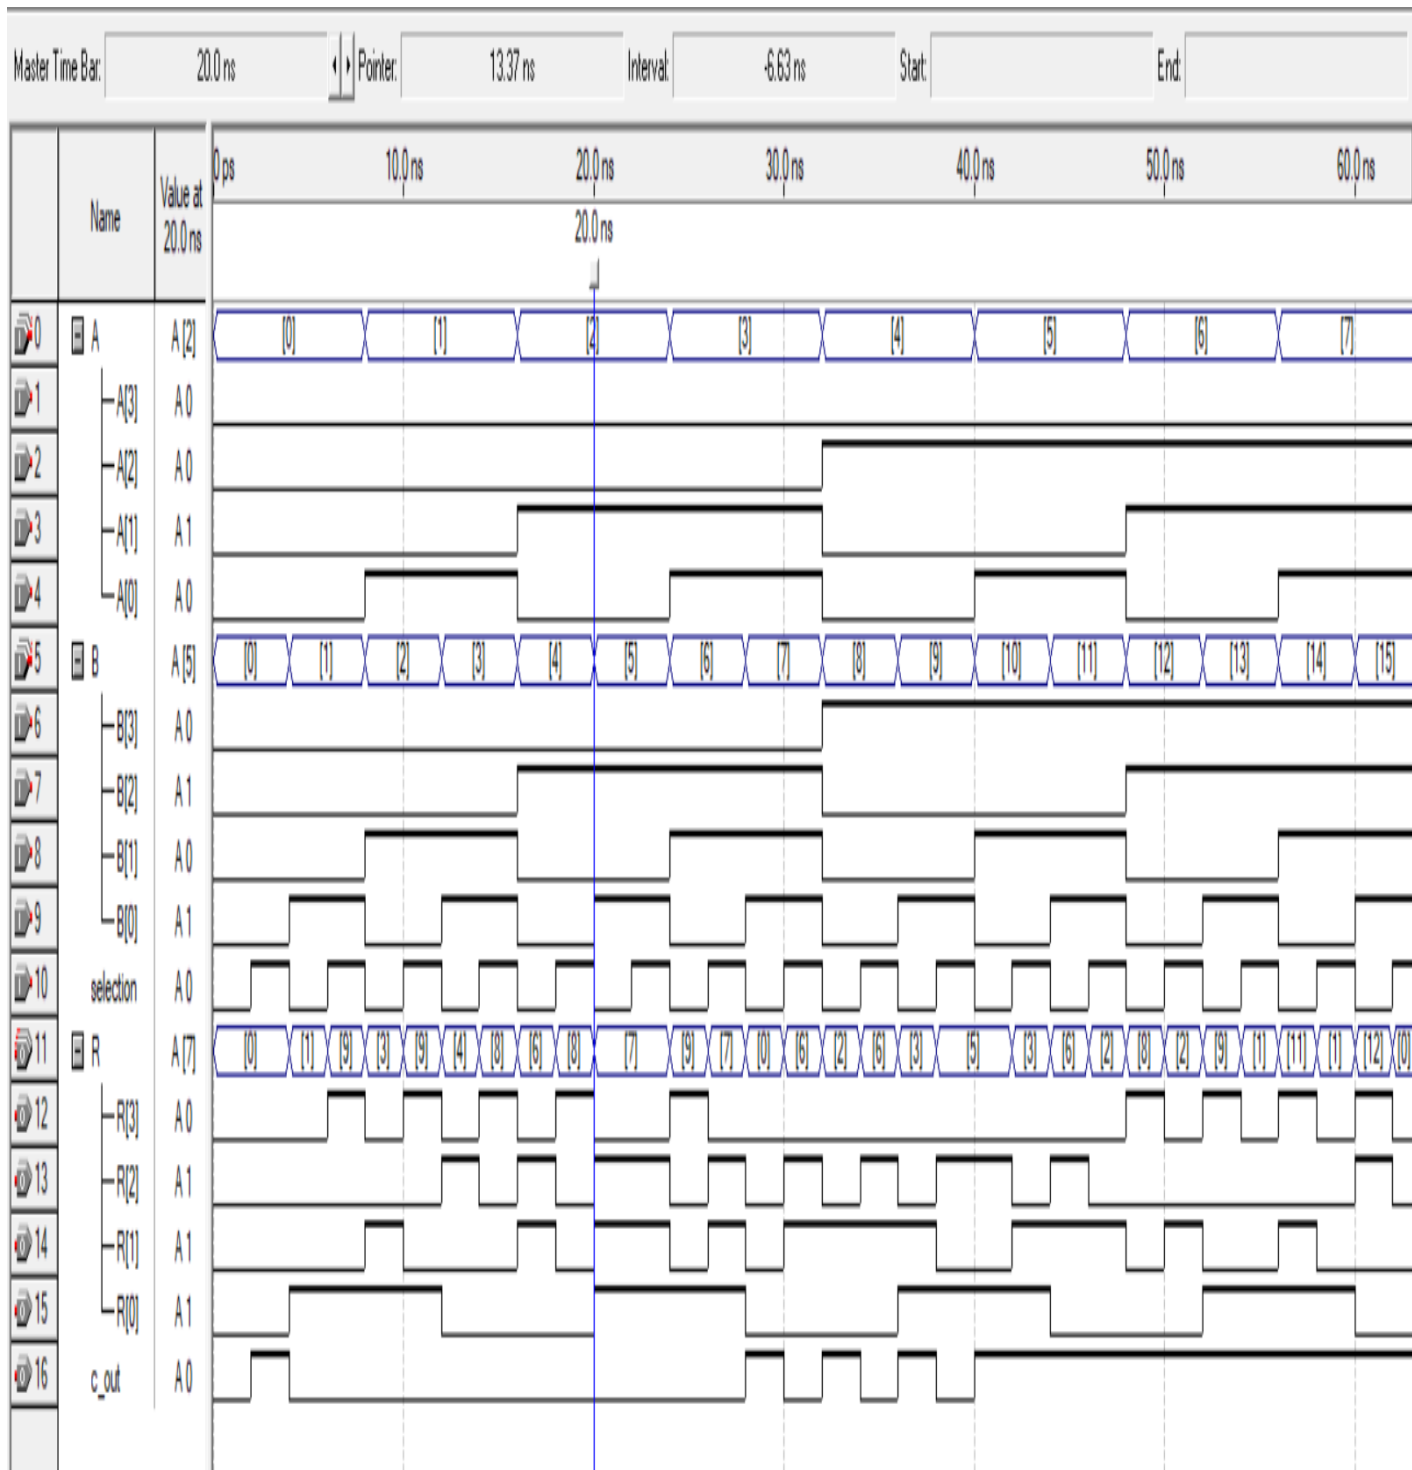 Master Time Bar: 20.0 ns Pointer: 13.37 ns Interval: -6.63 ns Start: End:
Name Value at 20.0 ns 0 ps 10.0 ns 20.0 ns 30.0 ns 40.0 ns 50.0 ns 60.0 ns
20.0 ns
0 A A [2] [0] [1] [2] [3] [4] [5] [6] [7]
1 A[3] A 0
2 A[2] A 0
3 A[1] A 1
4 A[0] A 0
5 B A [5] [0] [1] [2] [3] [4] [5] [6] [7] [8] [9] [10] [11] [12] [13] [14] [15]
6 B[3] A 0
7 B[2] A 1
8 B[1] A 0
9 B[0] A 1
10 selection A 0
11 R A [7] [0] [1] [9] [3] [9] [4] [8] [6] [8] [7] [9] [7] [0] [6] [2] [6] [3] [5] [3] [6] [2] [8] [2] [9] [1] [11] [1] [12] [0]
12 R[3] A 0
13 R[2] A 1
14 R[1] A 1
15 R[0] A 1
16 c_out A 0